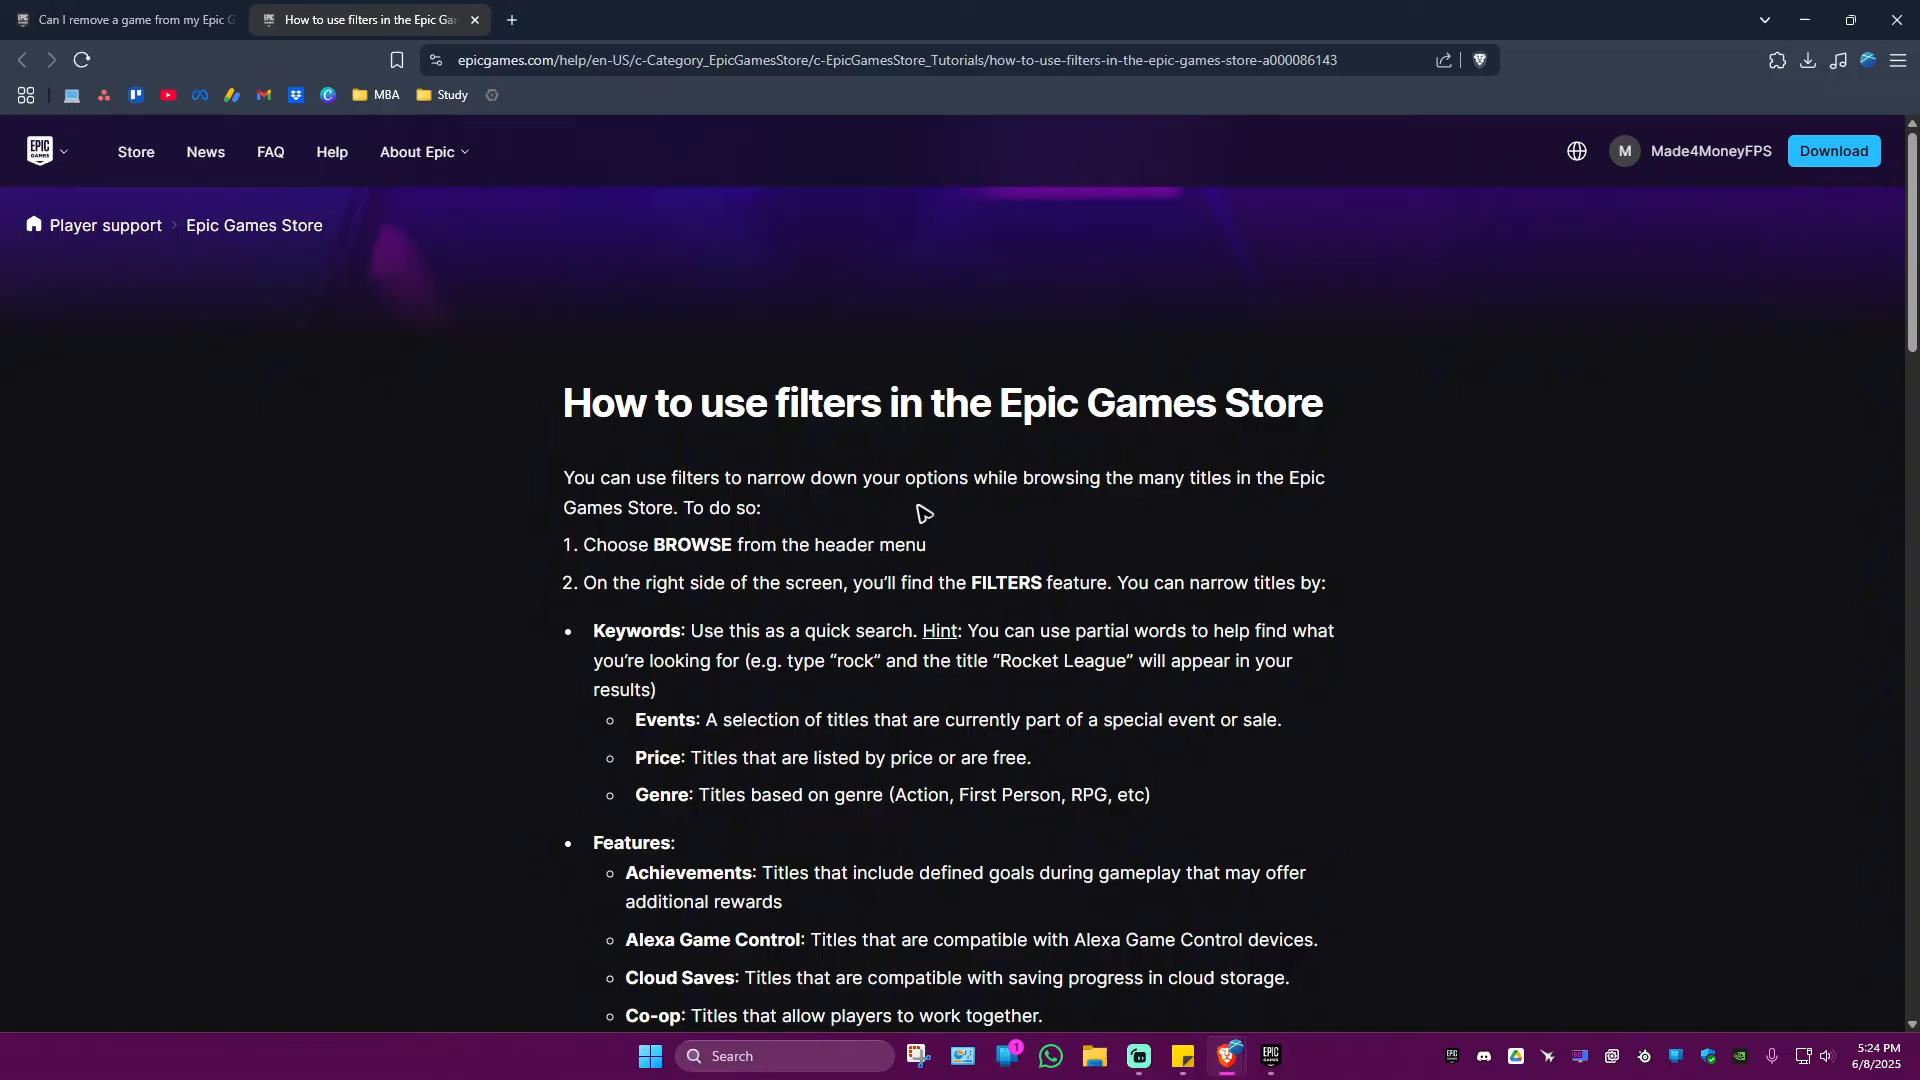 Can I remove a game from my Epic G
How to use filters in the Epic Gar
epicgames.com/help/en-US/c-Category_EpicGamesStore/c-EpicGamesStore_Tutorials/how-to-use-filters-in-the-epic-games-store-a000086143
MBA
Study
EPIC GAMES
Store
News
FAQ
Help
About Epic
M
Made4MoneyFPS
Download
Player support
Epic Games Store
How to use filters in the Epic Games Store
You can use filters to narrow down your options while browsing the many titles in the Epic
Games Store. To do so:
1. Choose BROWSE from the header menu
2. On the right side of the screen, you’ll find the FILTERS feature. You can narrow titles by:
• Keywords: Use this as a quick search. Hint: You can use partial words to help find what
you’re looking for (e.g. type “rock” and the title “Rocket League” will appear in your
results)
Events: A selection of titles that are currently part of a special event or sale.
Price: Titles that are listed by price or are free.
Genre: Titles based on genre (Action, First Person, RPG, etc)
• Features:
Achievements: Titles that include defined goals during gameplay that may offer
additional rewards
Alexa Game Control: Titles that are compatible with Alexa Game Control devices.
Cloud Saves: Titles that are compatible with saving progress in cloud storage.
Co-op: Titles that allow players to work together.
Search
1
5:24 PM
6/8/2025